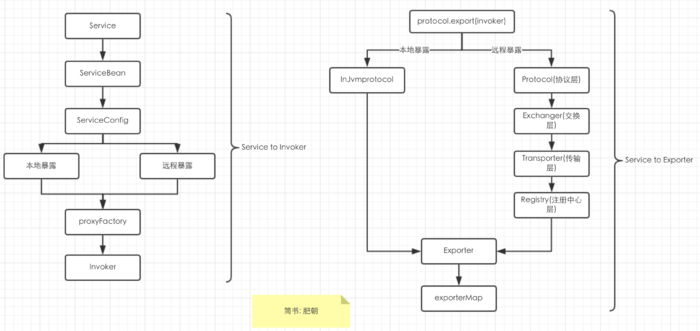 Service
ServiceBean
ServiceConfig
本地暴露
远程暴露
proxyFactory
Invoker
Service to Invoker
protocol.export(invoker)
本地暴露
远程暴露
InJvmprotocol
Protocol(协议层)
Exchanger(交换
层)
Transporter(传输
层)
Registry(注册中心
层)
Exporter
exporterMap
Service to Exporter
简书: 肥朝